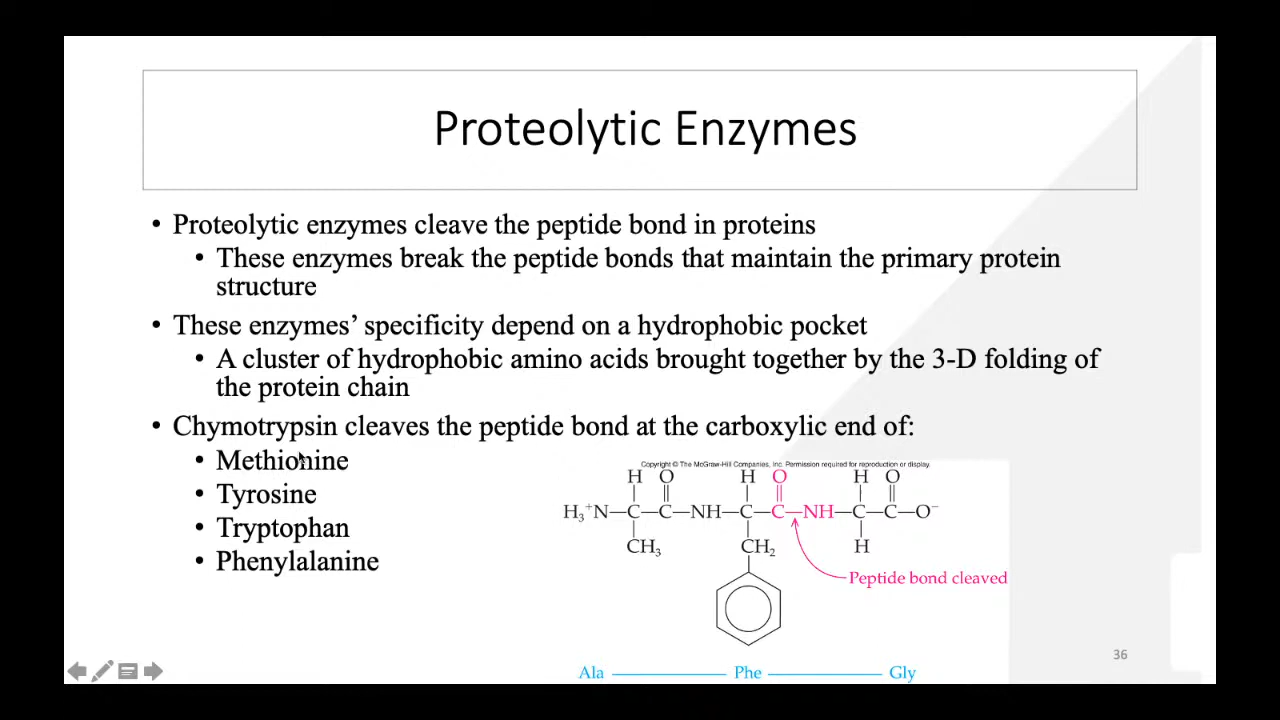 Proteolytic Enzymes
• Proteolytic enzymes cleave the peptide bond in proteins
• These enzymes break the peptide bonds that maintain the primary protein
structure
• These enzymes’ specificity depend on a hydrophobic pocket
• A cluster of hydrophobic amino acids brought together by the 3-D folding of
the protein chain
• Chymotrypsin cleaves the peptide bond at the carboxylic end of:
• Methionine
• Tyrosine
• Tryptophan
• Phenylalanine
Copyright © The McGraw-Hill Companies, Inc. Permission required for reproduction or display.
H O H O H O
H₃⁺N—C—C—NH—C—C—NH—C—C—O⁻
CH₃ CH₂ H
Peptide bond cleaved
Ala Phe Gly
36